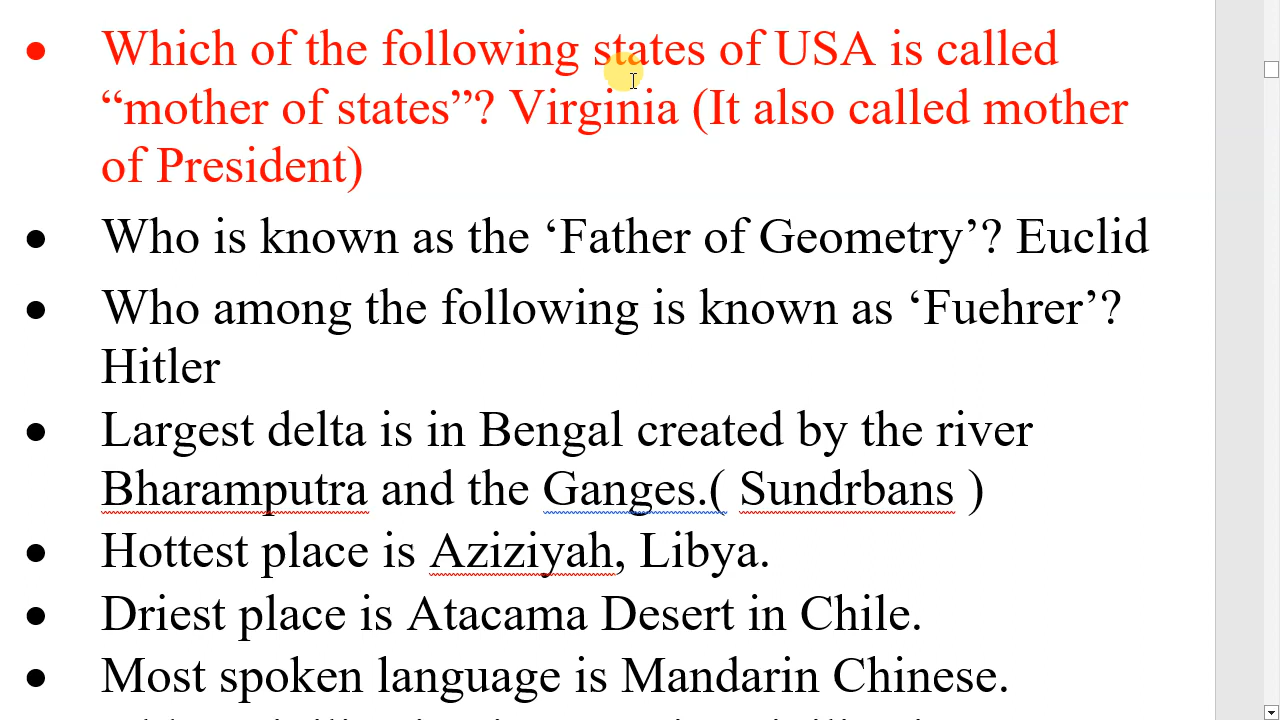 • Which of the following states of USA is called
“mother of states”? Virginia (It also called mother
of President)
• Who is known as the ‘Father of Geometry’? Euclid
• Who among the following is known as ‘Fuehrer’?
Hitler
• Largest delta is in Bengal created by the river
Bharamputra and the Ganges.( Sundrbans )
• Hottest place is Aziziyah, Libya.
• Driest place is Atacama Desert in Chile.
• Most spoken language is Mandarin Chinese.